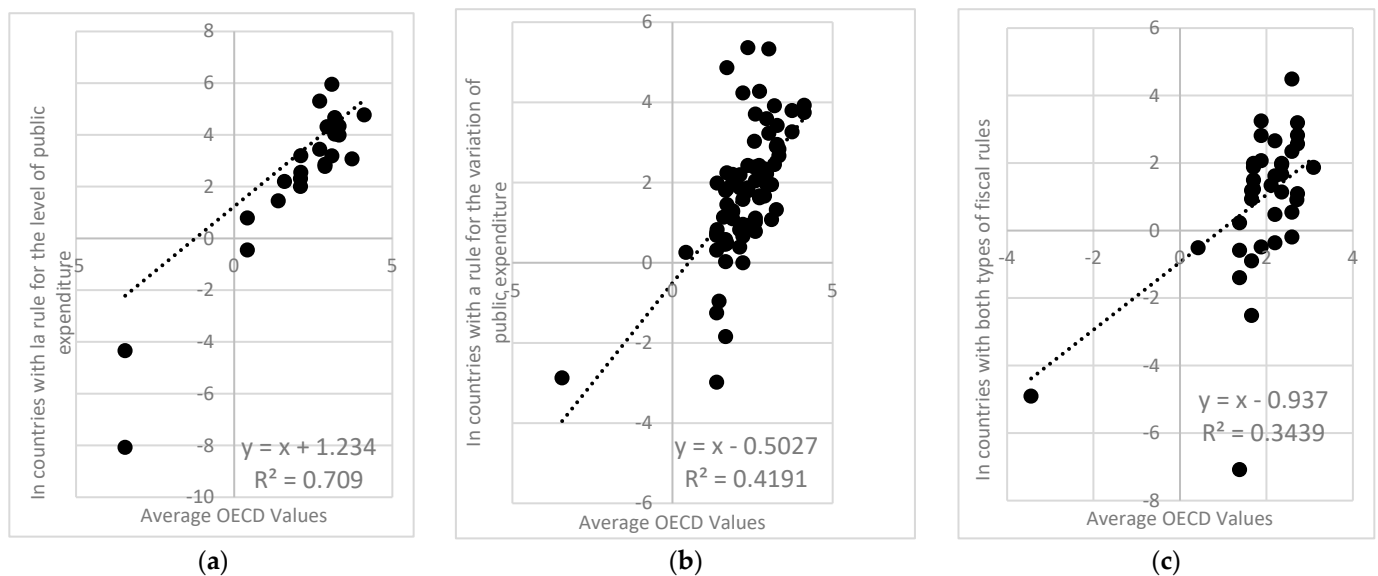 In countries with la rule for the level of public
expenditure
8
6
4
2
0
-2
-4
-6
-8
-10
-5
0
5
y = x + 1.234
R² = 0.709
Average OECD Values
(a)
In countries with a rule for the variation of
public expenditure
6
4
2
0
-2
-4
-6
-5
0
5
y = x - 0.5027
R² = 0.4191
Average OECD Values
(b)
In countries with both types of fiscal rules
6
4
2
0
-2
-4
-6
-8
-4
-2
0
2
4
y = x - 0.937
R² = 0.3439
Average OECD Values
(c)